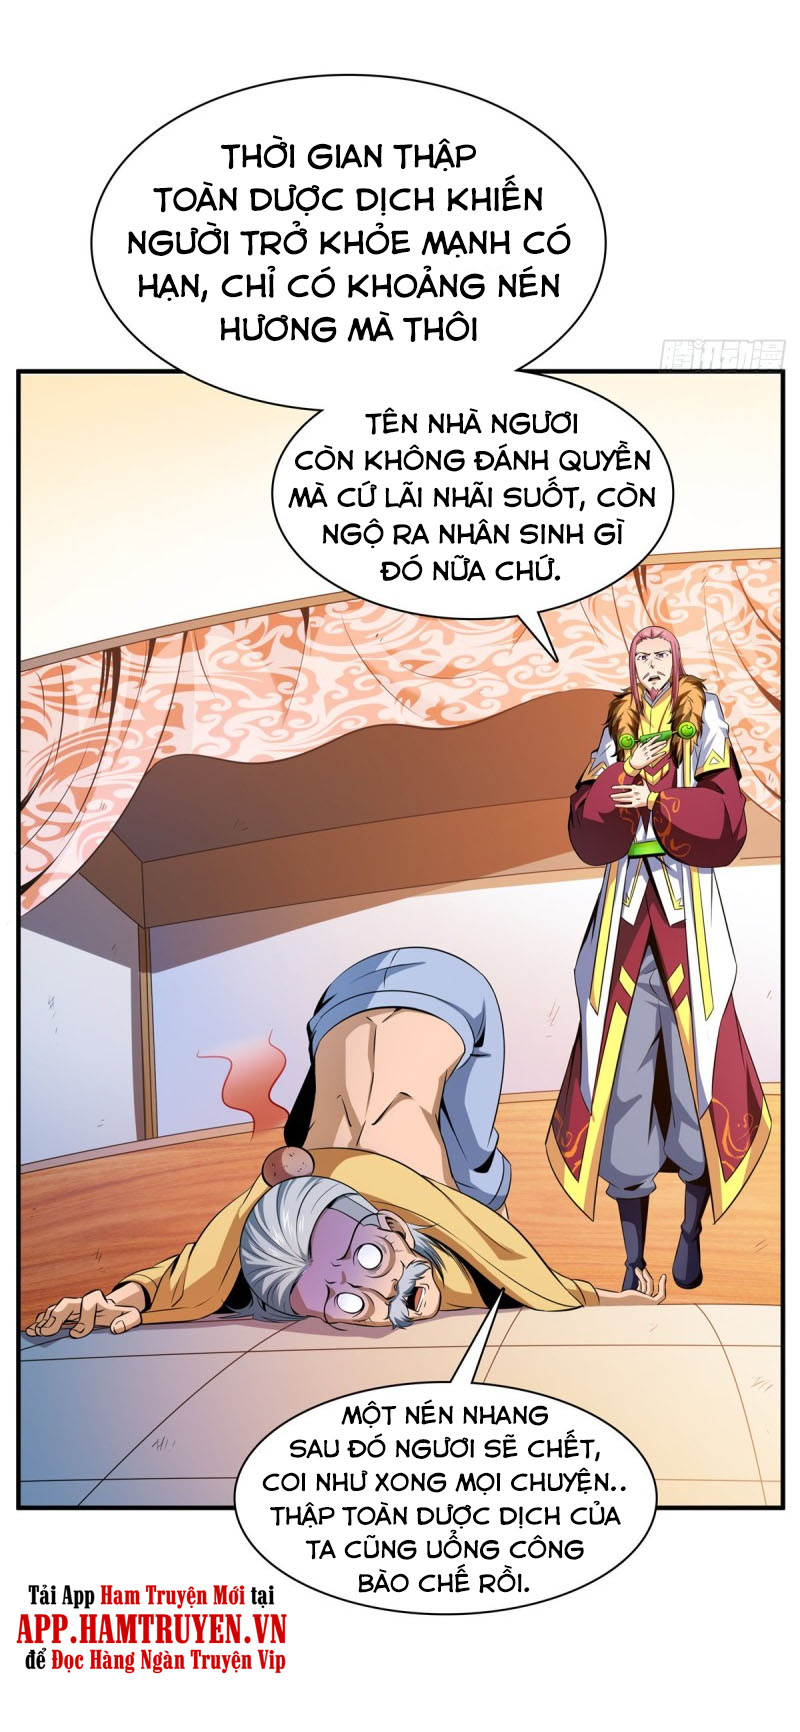 THỜI GIAN THẬP
TOÀN DƯỢC DỊCH KHIẾN
NGƯỜI TRỞ KHỎE MẠNH CÓ
HẠN, CHỈ CÓ KHOẢNG NÉN
HƯƠNG MÀ THÔI
腾讯动漫
TÊN NHÀ NGƯƠI
CÒN KHÔNG ĐÁNH QUYỀN
MÀ CỨ LÃI NHÃI SUỐT, CÒN
NGỘ RA NHÂN SINH GÌ
ĐÓ NỮA CHỨ.
MỘT NÉN NHANG
SAU ĐÓ NGƯƠI SẼ CHẾT,
COI NHƯ XONG MỌI CHUYỆN..
THẬP TOÀN DƯỢC DỊCH CỦA
TA CŨNG UỔNG CÔNG
BÀO CHẾ RỒI.
Tải App Ham Truyện Mới tại
APP.HAMTRUYEN.VN
để Đọc Hàng Ngàn Truyện Vip